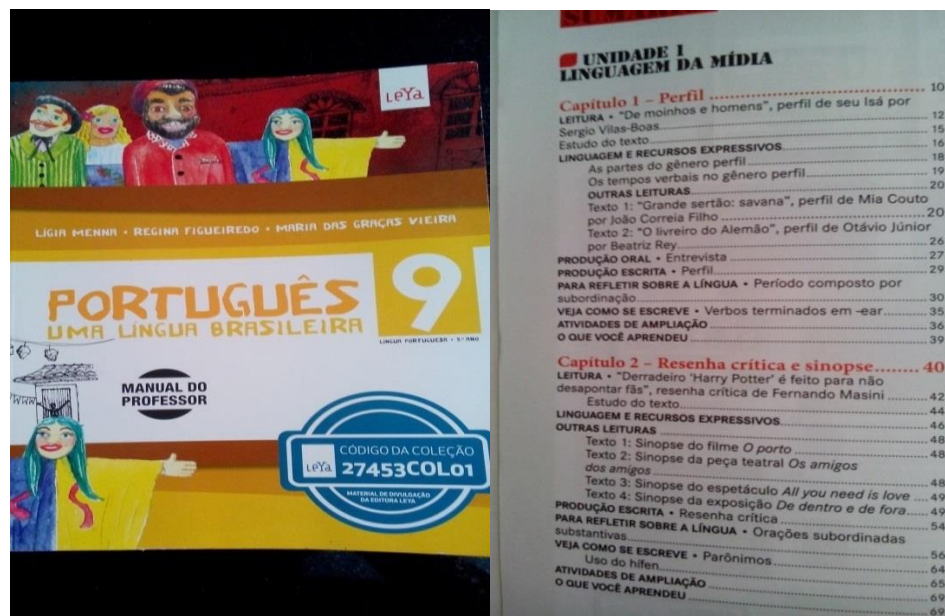 LeYa
LÍGIA MENNA • REGINA FIGUEIREDO • MARIA DAS GRAÇAS VIEIRA
PORTUGUÊS
UMA LÍNGUA BRASILEIRA
9
LÍNGUA PORTUGUESA • 9º ANO
MANUAL DO
PROFESSOR
CÓDIGO DA COLEÇÃO
LeYa
27453COL01
MATERIAL DE DIVULGAÇÃO
DA EDITORA LEYA
UNIDADE 1
LINGUAGEM DA MÍDIA
Capítulo 1 – Perfil 10
LEITURA • "De moinhos e homens", perfil de seu Isá por
Sergio Vilas-Boas 12
Estudo do texto 15
LINGUAGEM E RECURSOS EXPRESSIVOS 16
As partes do gênero perfil 18
Os tempos verbais no gênero perfil 19
OUTRAS LEITURAS 20
Texto 1: "Grande sertão: savana", perfil de Mia Couto
por João Correia Filho 20
Texto 2: "O livreiro do Alemão", perfil de Otávio Júnior
por Beatriz Rey 26
PRODUÇÃO ORAL • Entrevista 27
PRODUÇÃO ESCRITA • Perfil 29
PARA REFLETIR SOBRE A LÍNGUA • Período composto por
subordinação 30
VEJA COMO SE ESCREVE • Verbos terminados em -ear 35
ATIVIDADES DE AMPLIAÇÃO 36
O QUE VOCÊ APRENDEU 39
Capítulo 2 – Resenha crítica e sinopse 40
LEITURA • "Derradeiro 'Harry Potter' é feito para não
desapontar fãs", resenha crítica de Fernando Masini 42
Estudo do texto 44
LINGUAGEM E RECURSOS EXPRESSIVOS 46
OUTRAS LEITURAS 48
Texto 1: Sinopse do filme O porto 48
Texto 2: Sinopse da peça teatral Os amigos
dos amigos 48
Texto 3: Sinopse do espetáculo All you need is love 49
Texto 4: Sinopse da exposição De dentro e de fora 49
PRODUÇÃO ESCRITA • Resenha crítica 54
PARA REFLETIR SOBRE A LÍNGUA • Orações subordinadas
substantivas 56
VEJA COMO SE ESCREVE • Parônimos 64
Uso do hífen 65
ATIVIDADES DE AMPLIAÇÃO 69
O QUE VOCÊ APRENDEU 69